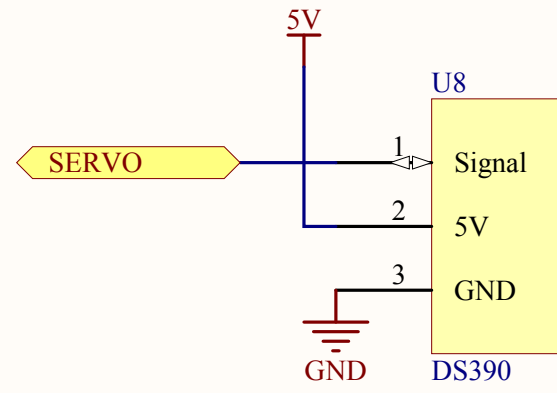 5V
U8
SERVO
1
Signal
2
5V
3
GND
GND
DS390